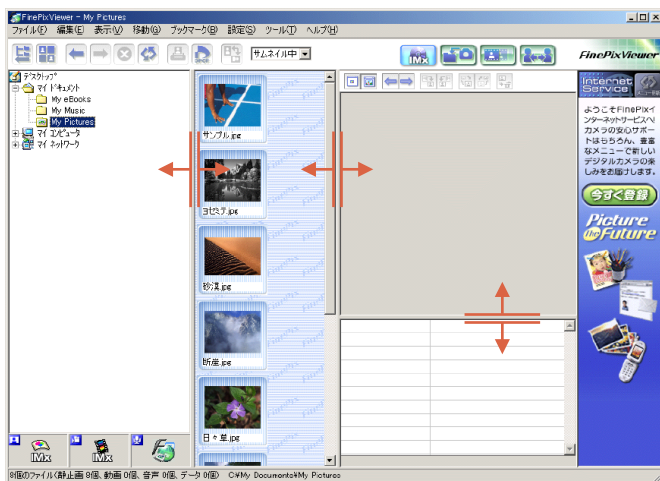 FinePixViewer - My Pictures
ファイル(F) 編集(E) 表示(V) 移動(G) ブックマーク(B) 設定(S) ツール(T) ヘルプ(H)
サムネイル中
IMx
FinePixViewer
デスクトップ
マイ ドキュメント
My eBooks
My Music
My Pictures
マイ コンピュータ
マイ ネットワーク
サンプル.jpg
ヨセミテ.jpg
砂漠.jpg
断崖.jpg
日々草.jpg
Internet
Service
ようこそFinePixイ
ンターネットサービスへ!
カメラの安心サポー
トはもちろん、豊富
なメニューで新しい
デジタルカメラの楽
しみをお届けします。
今すぐ登録
Picture
the Future
IMx
IMx
8個のファイル(静止画 8個、動画 0個、音声 0個、データ 0個) C:¥My Documents¥My Pictures